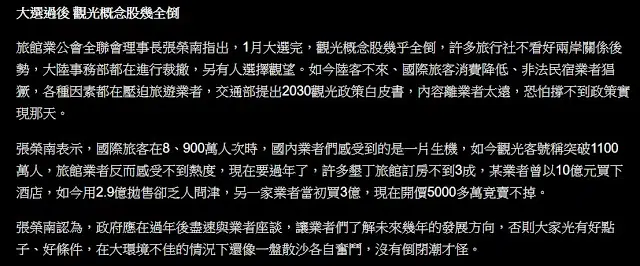 大選過後 觀光概念股幾全倒
旅館業公會全聯會理事長張榮南指出，1月大選完，觀光概念股幾乎全倒，許多旅行社不看好兩岸關係後
勢，大陸事務部都在進行裁撤，另有人選擇觀望。如今陸客不來、國際旅客消費降低、非法民宿業者猖
獗，各種因素都在壓迫旅遊業者，交通部提出2030觀光政策白皮書，內容離業者太遠，恐怕撐不到政策實
現那天。
張榮南表示，國際旅客在8、900萬人次時，國內業者們感受到的是一片生機，如今觀光客號稱突破1100
萬人，旅館業者反而感受不到熱度，現在要過年了，許多墾丁旅館訂房不到3成，某業者曾以10億元買下
酒店，如今用2.9億拋售卻乏人問津，另一家業者當初買3億，現在開價5000多萬竟賣不掉。
張榮南認為，政府應在過年後盡速與業者座談，讓業者們了解未來幾年的發展方向，否則大家光有好點
子、好條件，在大環境不佳的情況下還像一盤散沙各自奮鬥，沒有倒閉潮才怪。